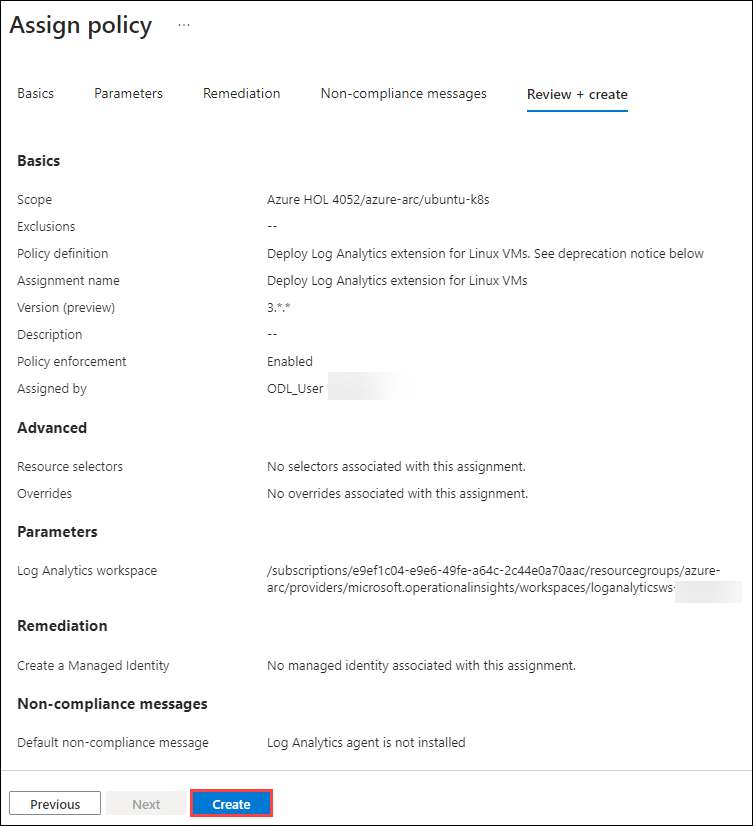 Assign policy ...
Basics Parameters Remediation Non-compliance messages Review + create
Basics
Scope Azure HOL 4052/azure-arc/ubuntu-k8s
Exclusions --
Policy definition Deploy Log Analytics extension for Linux VMs. See deprecation notice below
Assignment name Deploy Log Analytics extension for Linux VMs
Version (preview) 3.*.*
Description --
Policy enforcement Enabled
Assigned by ODL_User
Advanced
Resource selectors No selectors associated with this assignment.
Overrides No overrides associated with this assignment.
Parameters
Log Analytics workspace /subscriptions/e9ef1c04-e9e6-49fe-a64c-2c44e0a70aac/resourcegroups/azure-
arc/providers/microsoft.operationalinsights/workspaces/loganalyticsws-
Remediation
Create a Managed Identity No managed identity associated with this assignment.
Non-compliance messages
Default non-compliance message Log Analytics agent is not installed
Previous Next Create